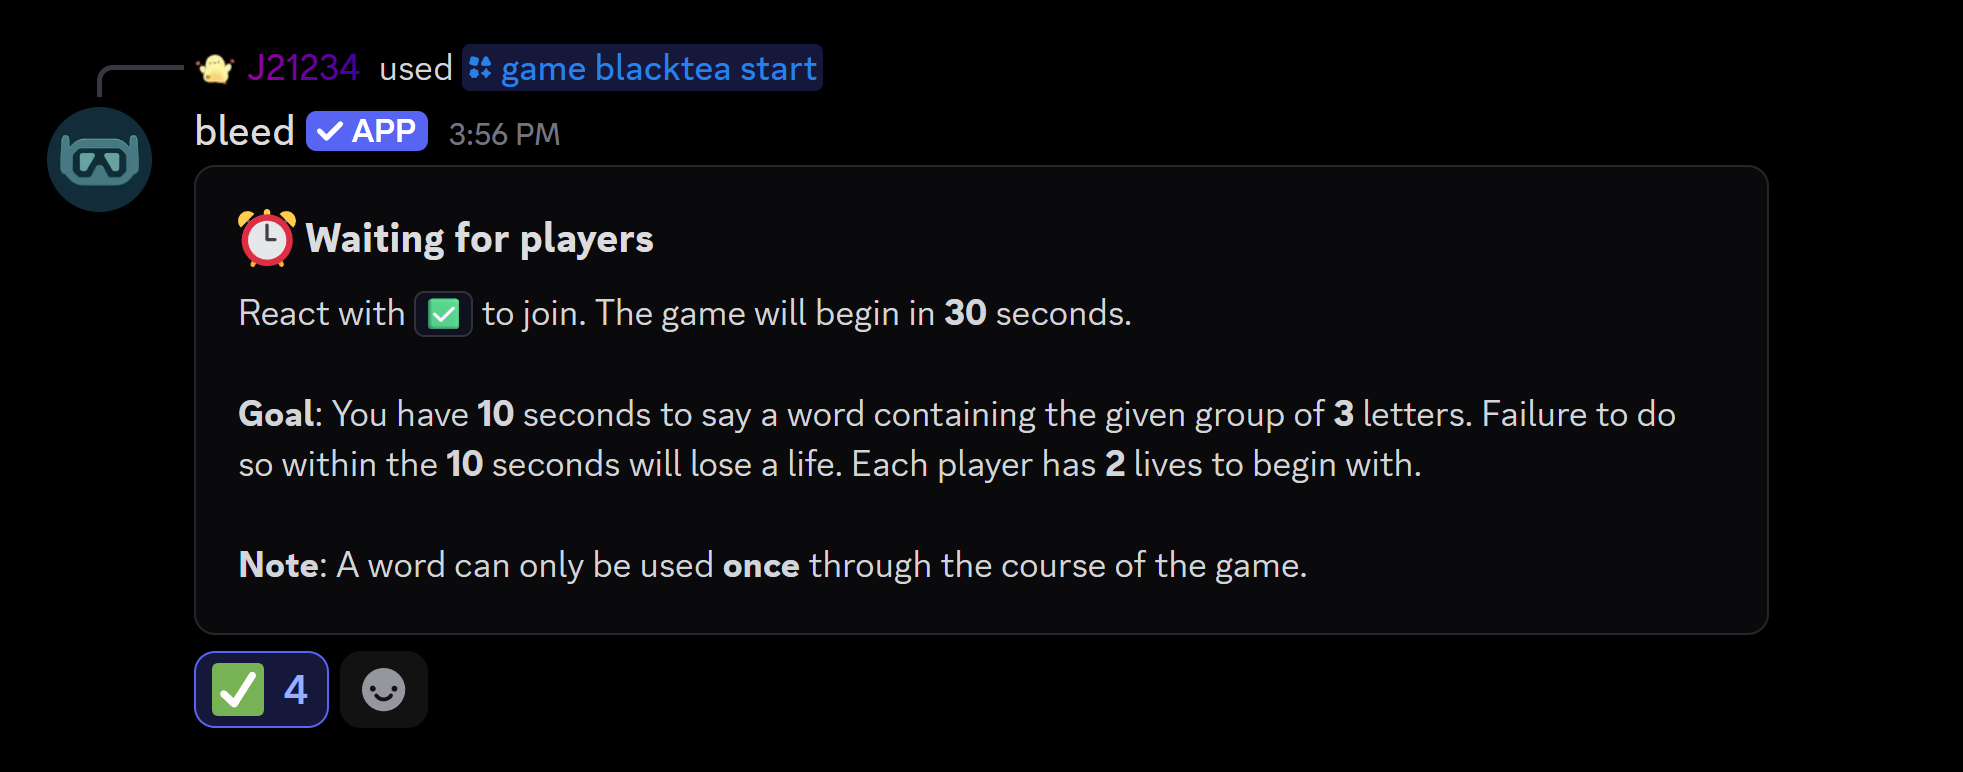 J21234 used game blacktea start
bleed APP 3:56 PM
Waiting for players
React with ✅ to join. The game will begin in 30 seconds.
Goal: You have 10 seconds to say a word containing the given group of 3 letters. Failure to do
so within the 10 seconds will lose a life. Each player has 2 lives to begin with.
Note: A word can only be used once through the course of the game.
✅ 4